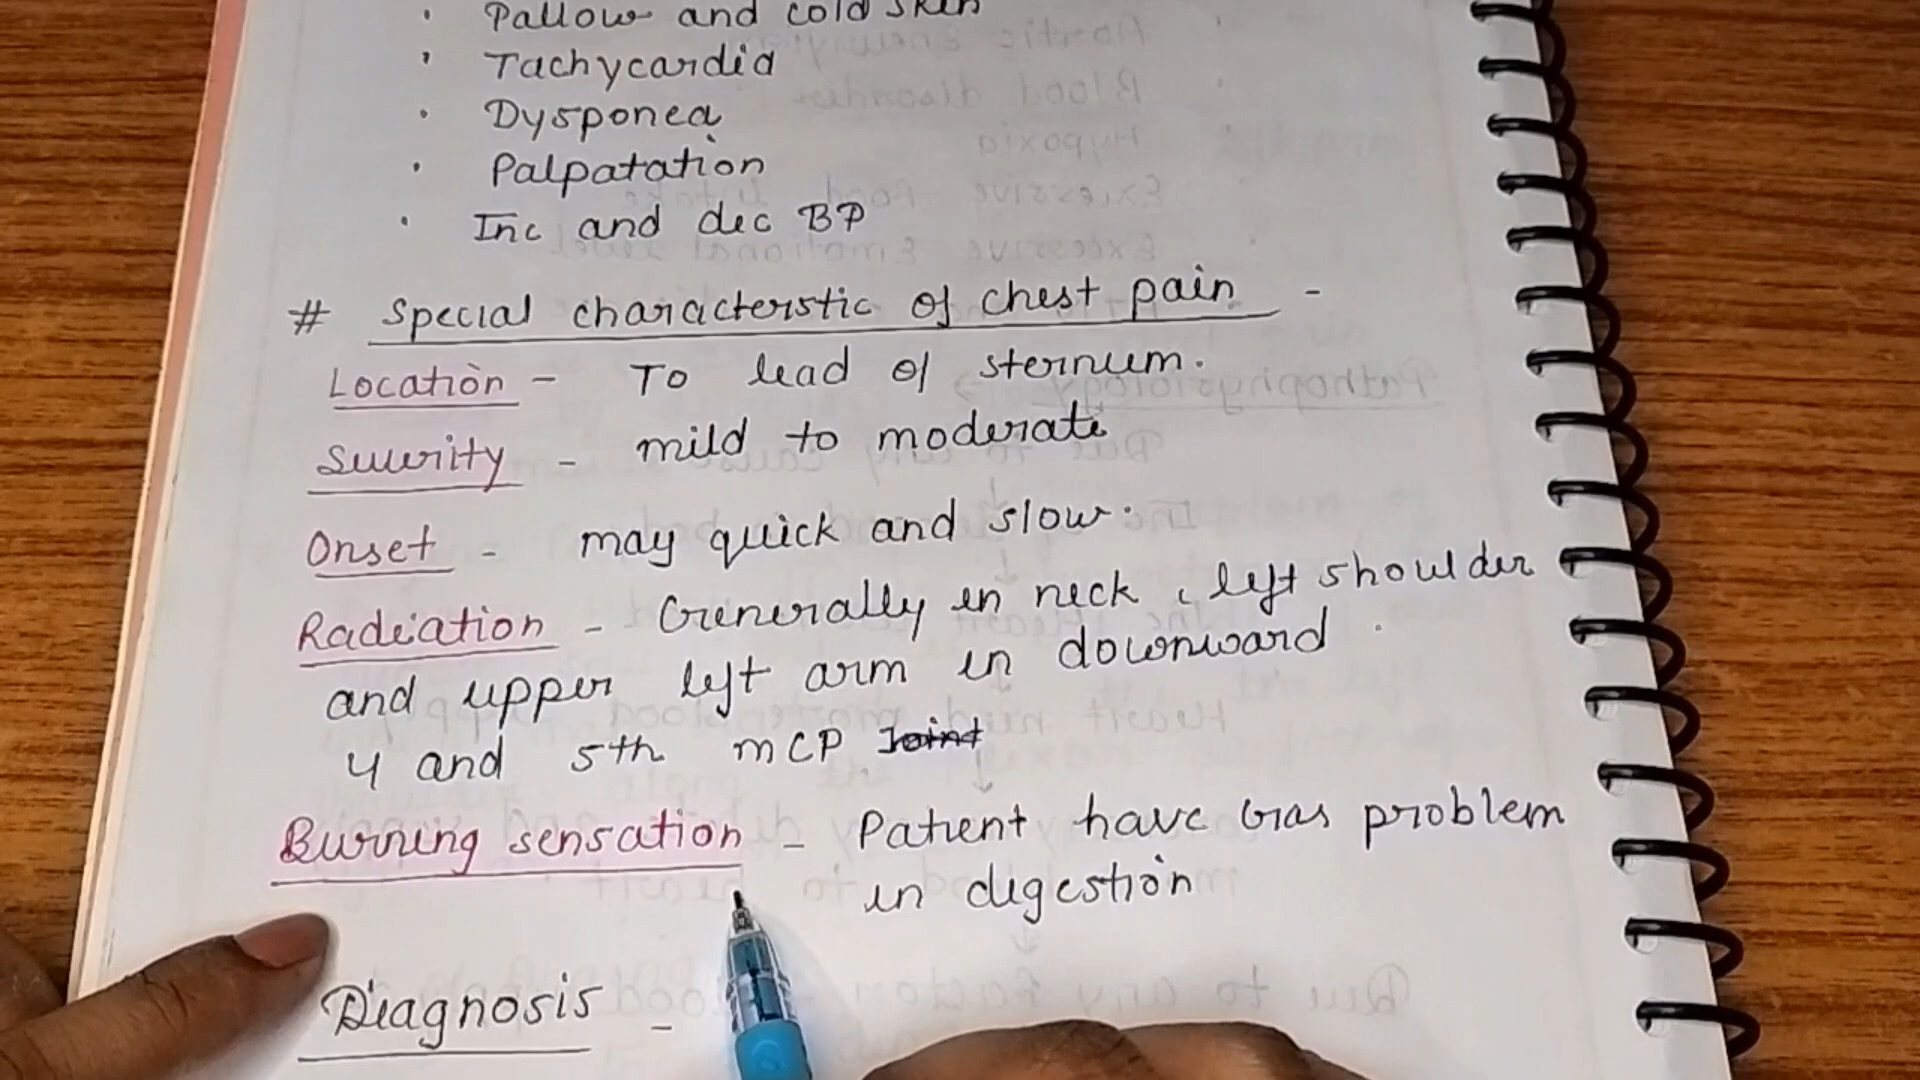 • Pallow and cold skin
• Tachycardia
• Dysponea
• Palpatation
• Inc and dec BP
# Special characterstic of chest pain -
Location - To lead of sternum.
Suverity - mild to moderate
Onset - may quick and slow.
Radiation - Generally in neck, left shoulder
and upper left arm in downward.
4 and 5th MCP Joint
Burning sensation - Patient have Gras problem
in digestion
Diagnosis -